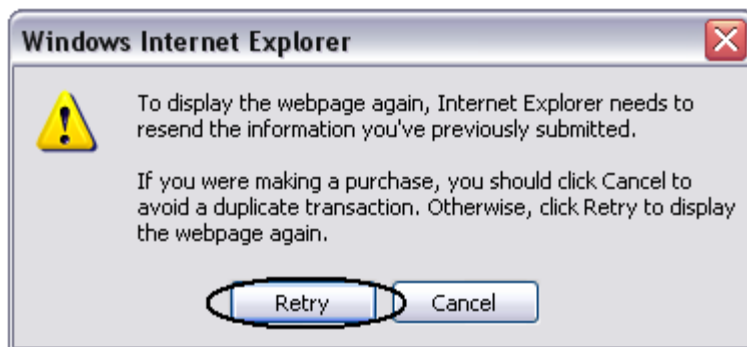 Windows Internet Explorer
To display the webpage again, Internet Explorer needs to
resend the information you've previously submitted.
If you were making a purchase, you should click Cancel to
avoid a duplicate transaction. Otherwise, click Retry to display
the webpage again.
Retry Cancel